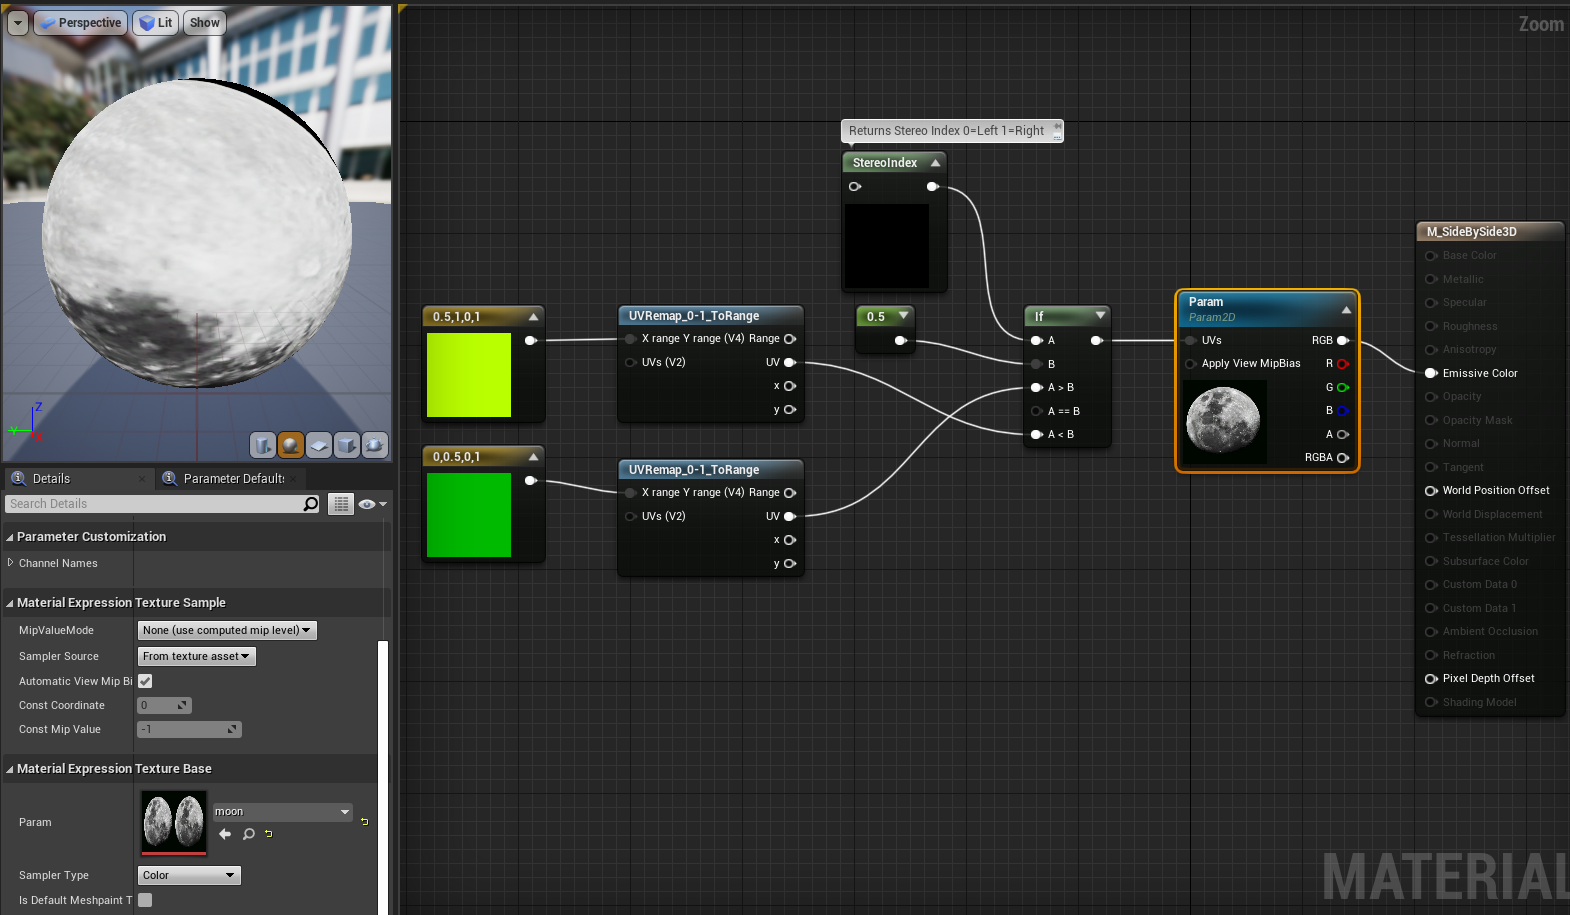 Perspective
Lit
Show
Zoom
Returns Stereo Index 0=Left 1=Right
StereoIndex
0.5,1,0,1
UVRemap_0-1_ToRange
X range Y range (V4) Range
UVs (V2) UV
x
y
0,0.5,0,1
UVRemap_0-1_ToRange
X range Y range (V4) Range
UVs (V2) UV
x
y
0.5
If
A
B
A > B
A == B
A < B
Param
Param2D
UVs RGB
Apply View MipBias R
G
B
A
RGBA
M_SideBySide3D
Base Color
Metallic
Specular
Roughness
Anisotropy
Emissive Color
Opacity
Opacity Mask
Normal
Tangent
World Position Offset
World Displacement
Tessellation Multiplier
Subsurface Color
Custom Data 0
Custom Data 1
Ambient Occlusion
Refraction
Pixel Depth Offset
Shading Model
MATERIAL
Z
Y
X
Details
Parameter Default
Search Details
Parameter Customization
Channel Names
Material Expression Texture Sample
MipValueMode None (use computed mip level)
Sampler Source From texture asset
Automatic View Mip Bi
Const Coordinate 0
Const Mip Value -1
Material Expression Texture Base
Param moon
Sampler Type Color
Is Default Meshpaint T